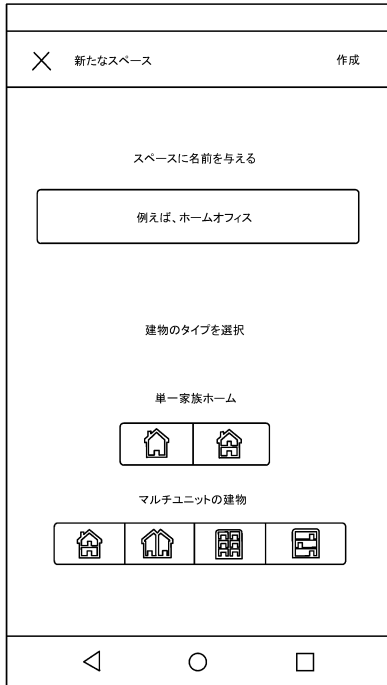 新たなスペース 作成
スペースに名前を与える
例えば、ホームオフィス
建物のタイプを選択
単一家族ホーム
マルチユニットの建物